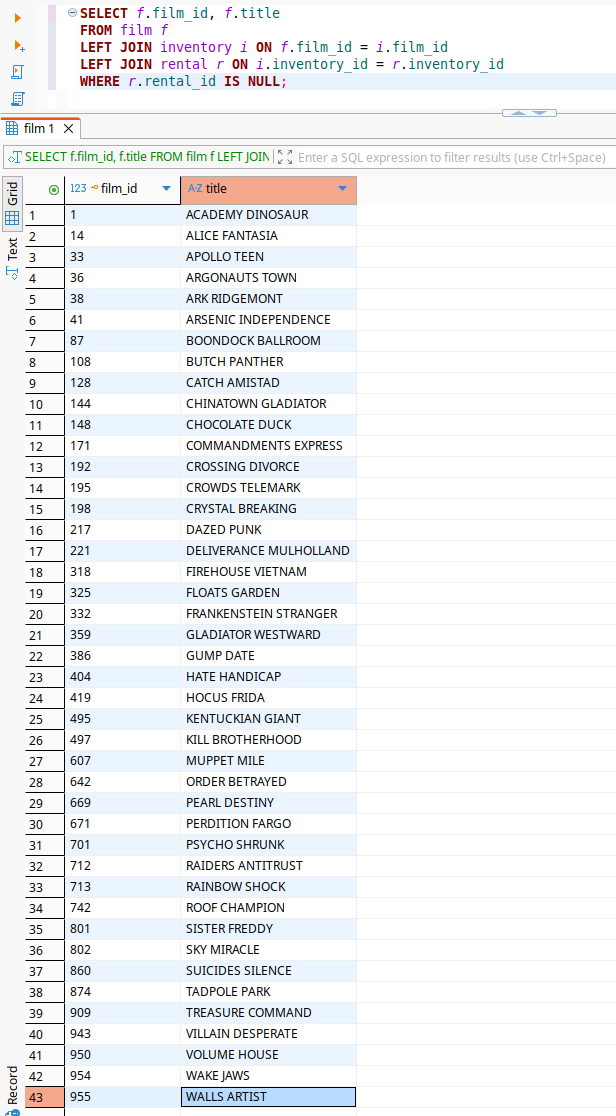 SELECT f.film_id, f.title
FROM film f
LEFT JOIN inventory i ON f.film_id = i.film_id
LEFT JOIN rental r ON i.inventory_id = r.inventory_id
WHERE r.rental_id IS NULL;
film 1
SELECT f.film_id, f.title FROM film f LEFT JOIN
Enter a SQL expression to filter results (use Ctrl+Space)
Grid
Text
Record
123 film_id A-Z title
1 1 ACADEMY DINOSAUR
2 14 ALICE FANTASIA
3 33 APOLLO TEEN
4 36 ARGONAUTS TOWN
5 38 ARK RIDGEMONT
6 41 ARSENIC INDEPENDENCE
7 87 BOONDOCK BALLROOM
8 108 BUTCH PANTHER
9 128 CATCH AMISTAD
10 144 CHINATOWN GLADIATOR
11 148 CHOCOLATE DUCK
12 171 COMMANDMENTS EXPRESS
13 192 CROSSING DIVORCE
14 195 CROWDS TELEMARK
15 198 CRYSTAL BREAKING
16 217 DAZED PUNK
17 221 DELIVERANCE MULHOLLAND
18 318 FIREHOUSE VIETNAM
19 325 FLOATS GARDEN
20 332 FRANKENSTEIN STRANGER
21 359 GLADIATOR WESTWARD
22 386 GUMP DATE
23 404 HATE HANDICAP
24 419 HOCUS FRIDA
25 495 KENTUCKIAN GIANT
26 497 KILL BROTHERHOOD
27 607 MUPPET MILE
28 642 ORDER BETRAYED
29 669 PEARL DESTINY
30 671 PERDITION FARGO
31 701 PSYCHO SHRUNK
32 712 RAIDERS ANTITRUST
33 713 RAINBOW SHOCK
34 742 ROOF CHAMPION
35 801 SISTER FREDDY
36 802 SKY MIRACLE
37 860 SUICIDES SILENCE
38 874 TADPOLE PARK
39 909 TREASURE COMMAND
40 943 VILLAIN DESPERATE
41 950 VOLUME HOUSE
42 954 WAKE JAWS
43 955 WALLS ARTIST